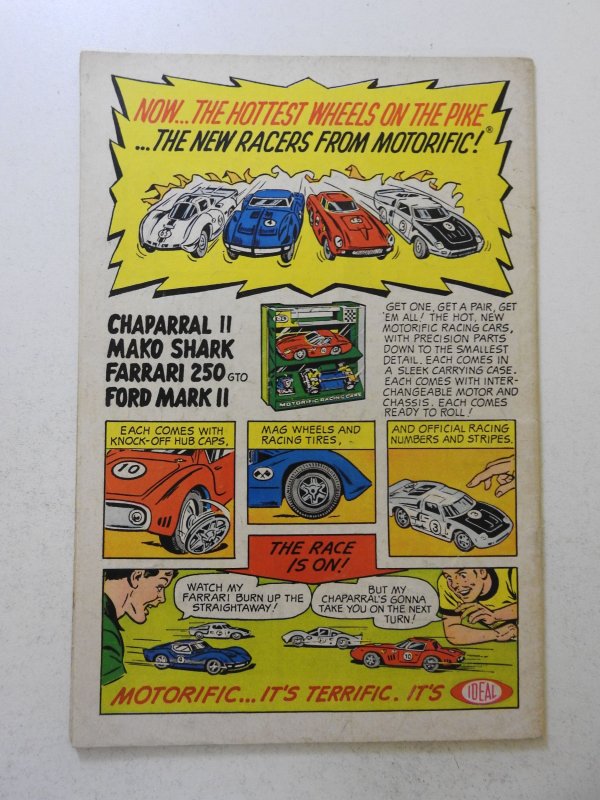 NOW...THE HOTTEST WHEELS ON THE PIKE
...THE NEW RACERS FROM MOTORIFIC!®
CHAPARRAL II
MAKO SHARK
FARRARI 250 GTO
FORD MARK II
MOTORIFIC RACING CARS
GET ONE, GET A PAIR, GET
'EM ALL! THE HOT, NEW
MOTORIFIC RACING CARS,
WITH PRECISION PARTS
DOWN TO THE SMALLEST
DETAIL. EACH COMES IN
A SLEEK CARRYING CASE.
EACH COMES WITH INTER-
CHANGEABLE MOTOR AND
CHASSIS. EACH COMES
READY TO ROLL!
EACH COMES WITH
KNOCK-OFF HUB CAPS,
10
MAG WHEELS AND
RACING TIRES,
AND OFFICIAL RACING
NUMBERS AND STRIPES.
3
THE RACE
IS ON!
WATCH MY
FARRARI BURN UP THE
STRAIGHTAWAY!
BUT MY
CHAPARRAL'S GONNA
TAKE YOU ON THE NEXT
TURN!
10
MOTORIFIC... IT'S TERRIFIC. IT'S IDEAL